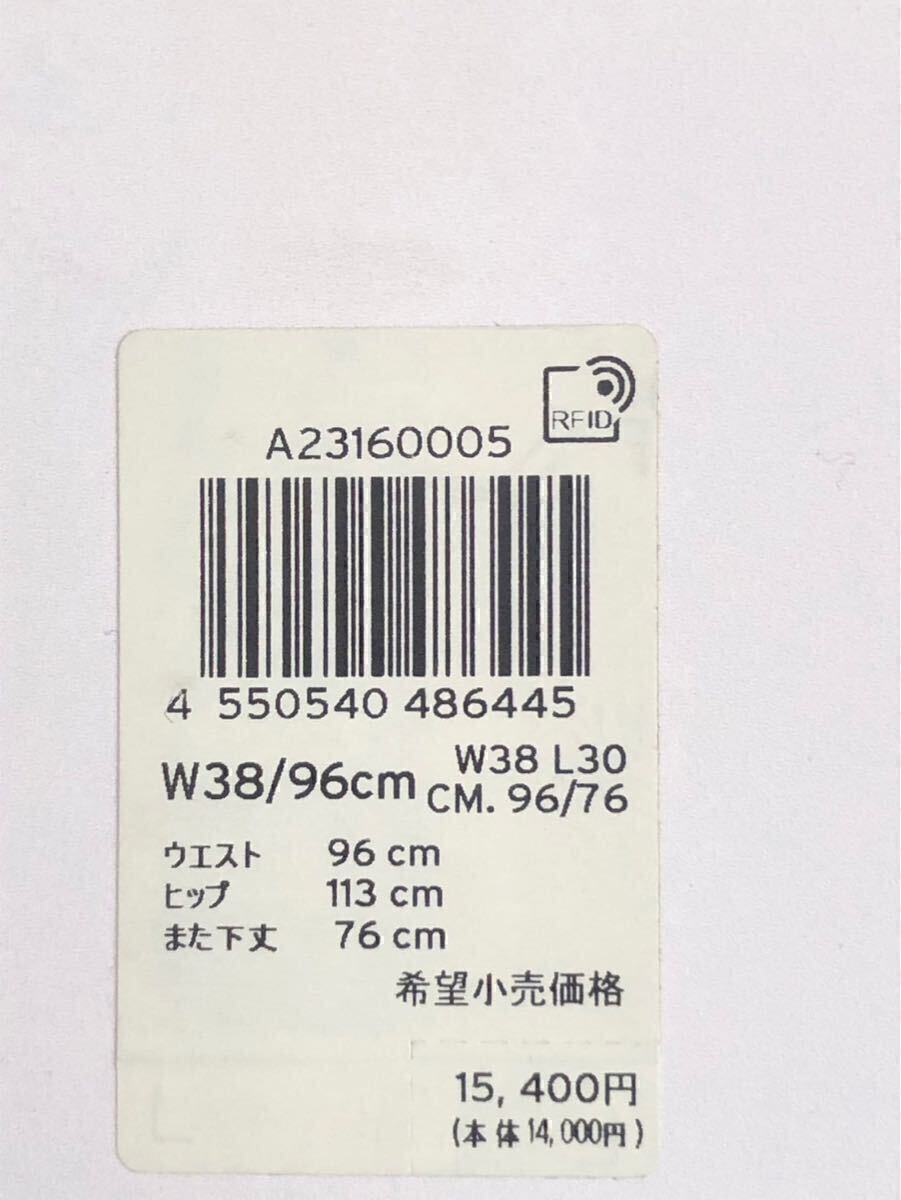 RFID
A23160005
4 550540 486445
W38/96cm
W38 L30
CM. 96/76
ウエスト 96 cm
ヒップ 113 cm
また下丈 76 cm
希望小売価格
15,400円
(本体14,000円)